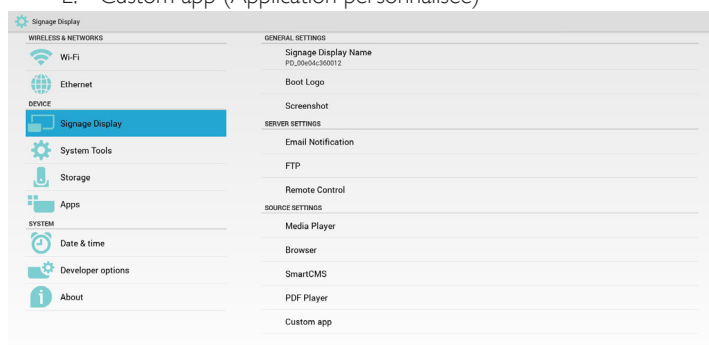 2. Custom app (Application personnalisée)
Signage Display
WIRELESS & NETWORKS
Wi-Fi
Ethernet
DEVICE
Signage Display
System Tools
Storage
Apps
SYSTEM
Date & time
Developer options
About
GENERAL SETTINGS
Signage Display Name
PD_00e04c360012
Boot Logo
Screenshot
SERVER SETTINGS
Email Notification
FTP
Remote Control
SOURCE SETTINGS
Media Player
Browser
SmartCMS
PDF Player
Custom app